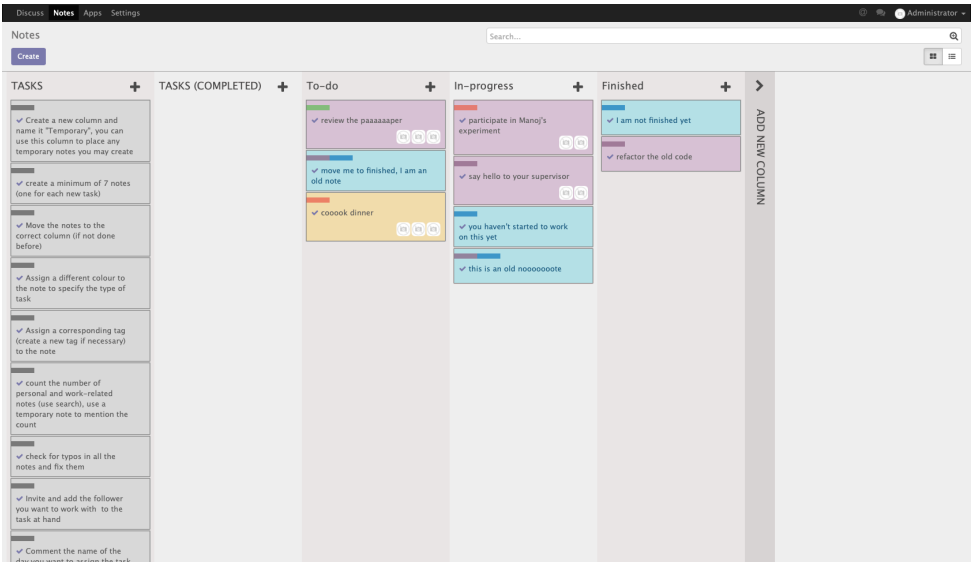 Discuss Notes Apps Settings
@ Administrator
Notes
Search...
Create
TASKS
Create a new column and
name it "Temporary", you can
use this column to place any
temporary notes you may create
create a minimum of 7 notes
(one for each new task)
Move the notes to the
correct column (if not done
before)
Assign a different colour to
the note to specify the type of
task
Assign a corresponding tag
(create a new tag if necessary)
to the note
count the number of
personal and work-related
notes (use search), use a
temporary note to mention the
count
check for typos in all the
notes and fix them
Invite and add the follower
you want to work with to the
task at hand
Comment the name of the
day you want to assign the task
TASKS (COMPLETED)
To-do
review the paaaaaper
move me to finished, I am an
old note
cooook dinner
In-progress
participate in Manoj's
experiment
say hello to your supervisor
you haven't started to work
on this yet
this is an old nooooooote
Finished
I am not finished yet
refactor the old code
ADD NEW COLUMN